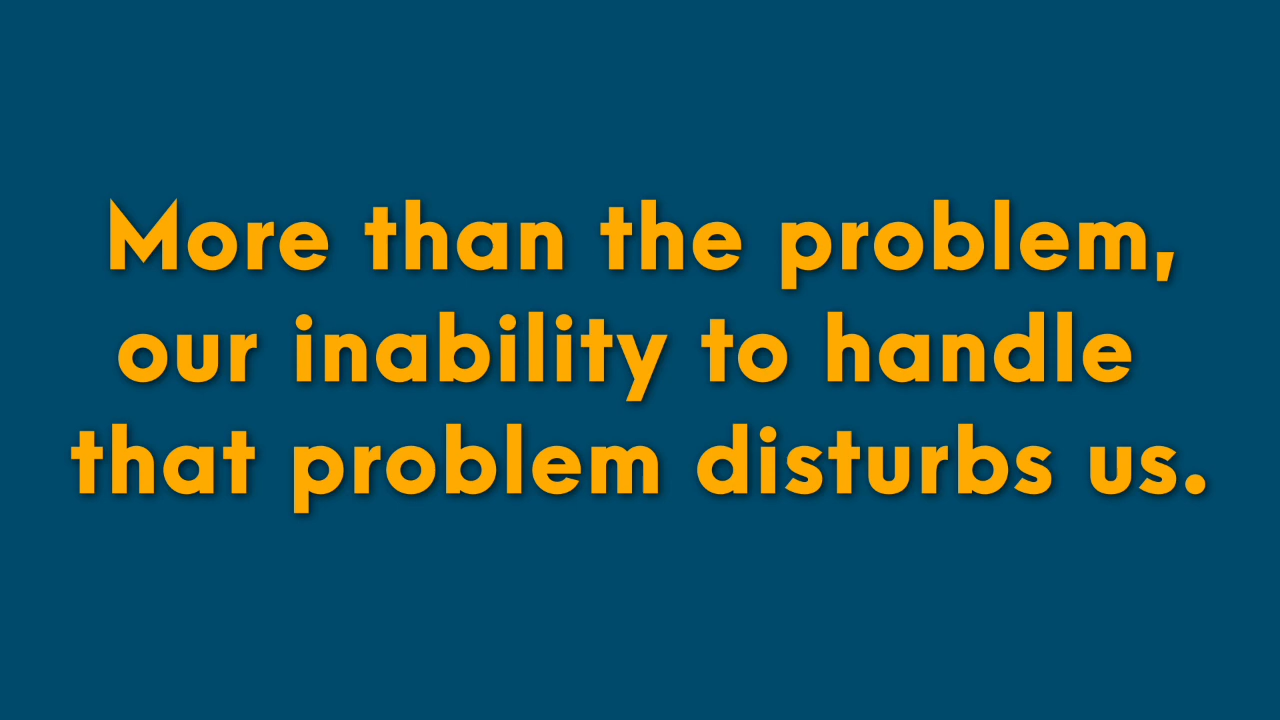 More than the problem,
our inability to handle
that problem disturbs us.